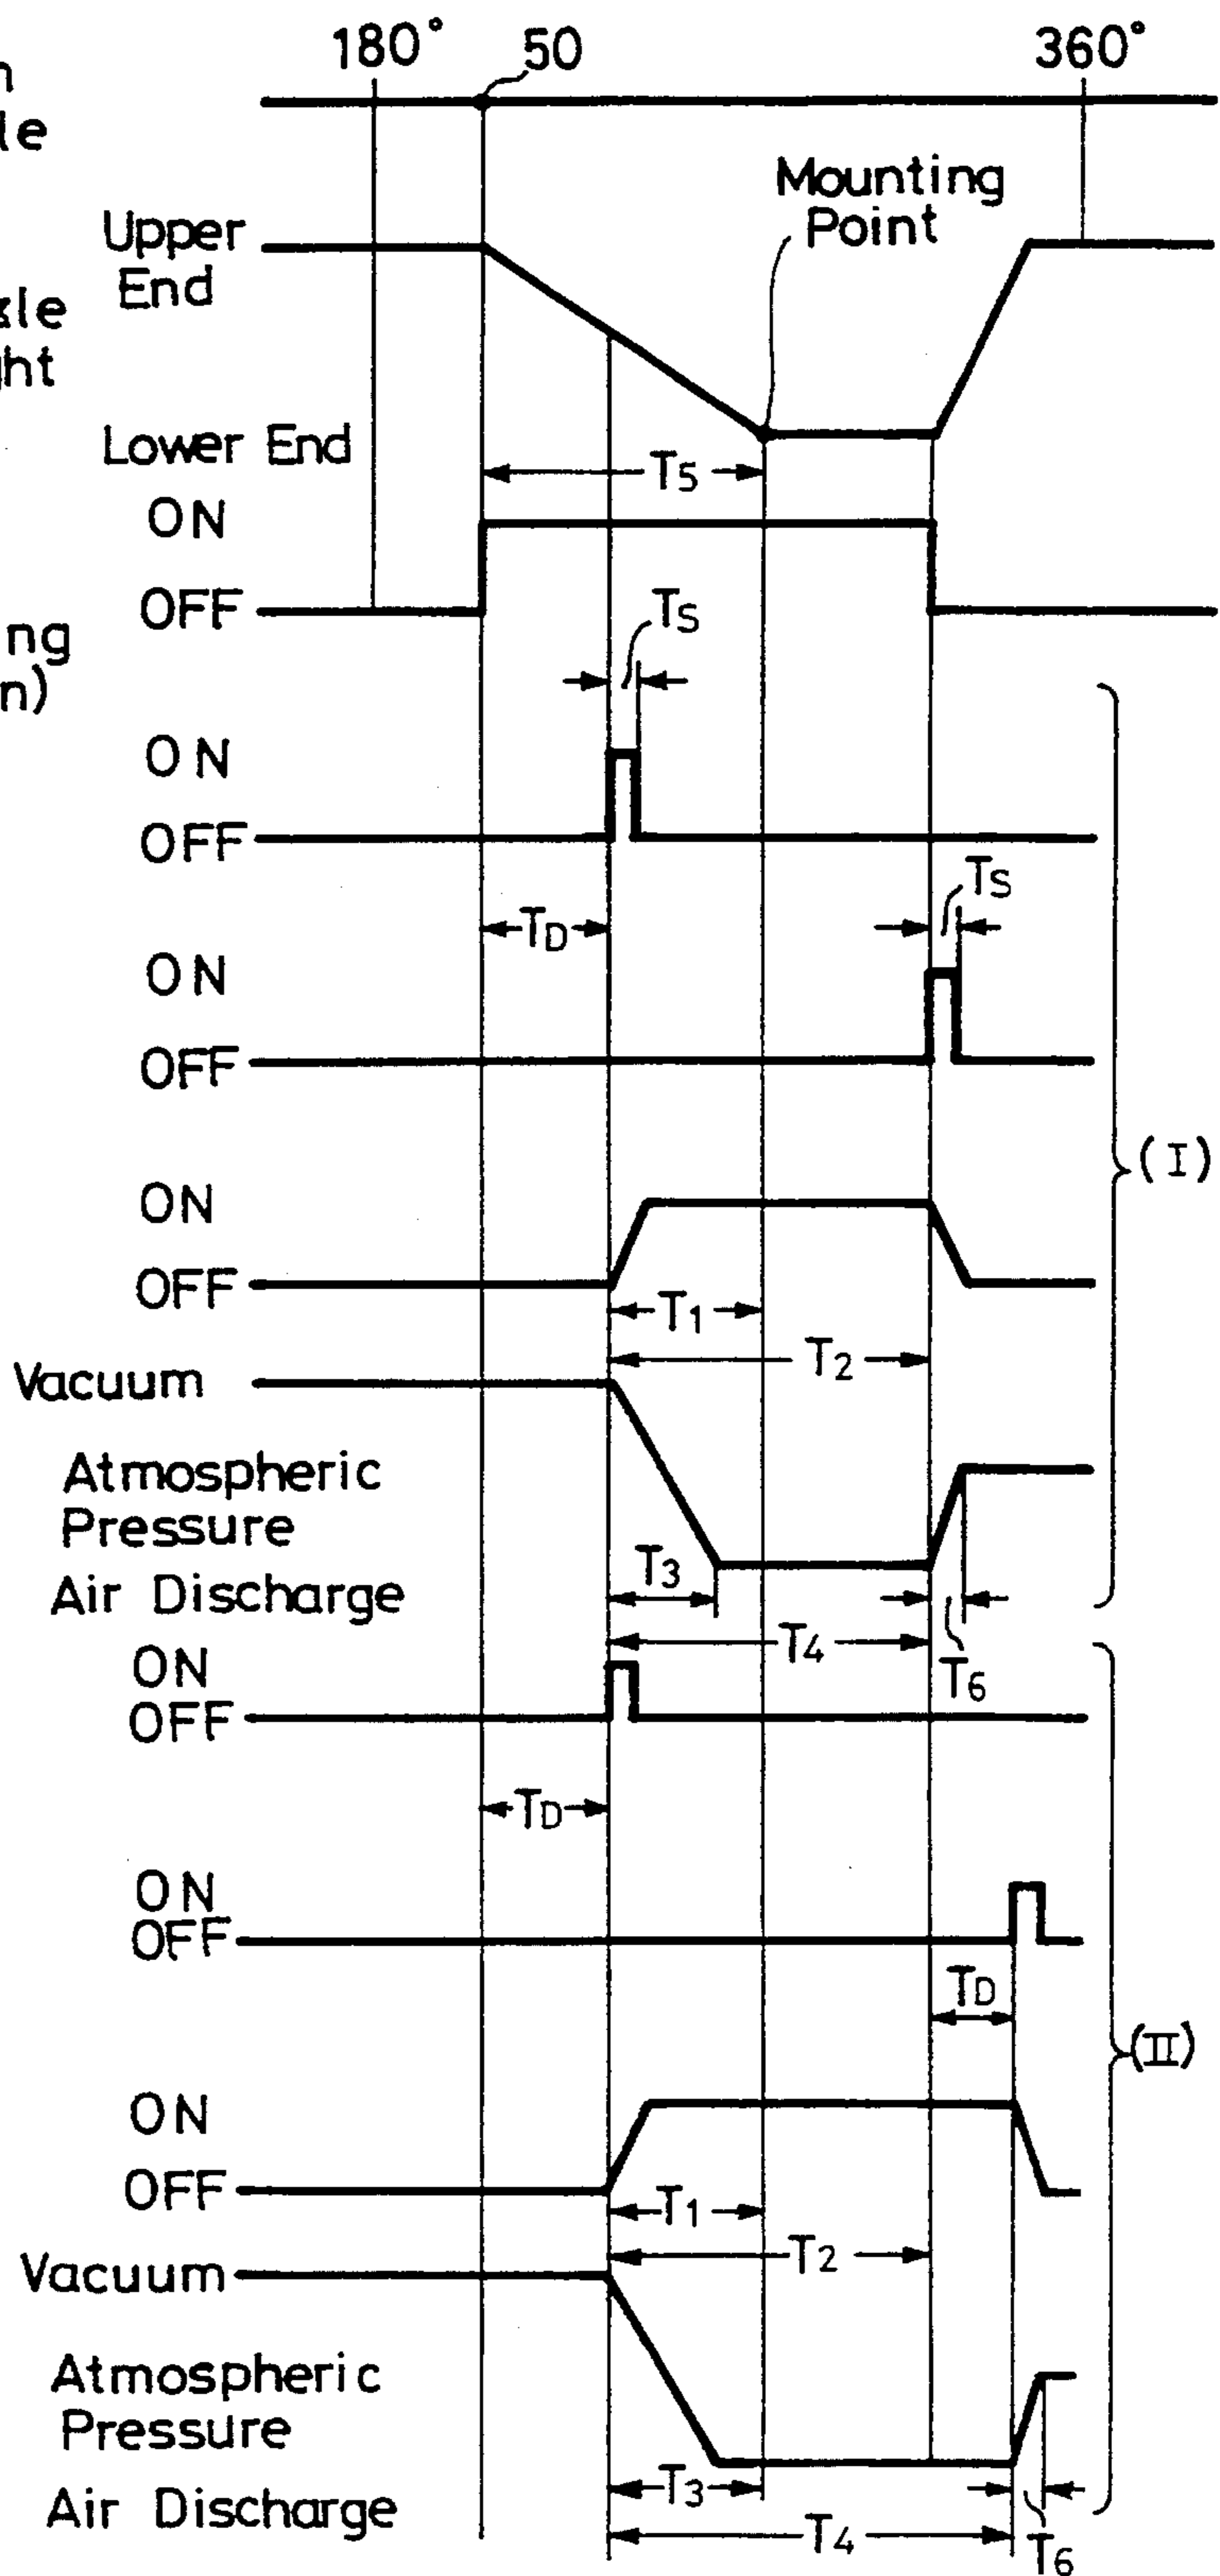 180° 50 360°
Mounting
Point
Upper
End
Lower End
T5
ON
OFF
TS
ON
OFF
TS
TD
ON
OFF
(I)
ON
OFF
T1
T2
Vacuum
Atmospheric
Pressure
T3
Air Discharge
T4
T6
ON
OFF
TD
ON
OFF
TD
(II)
ON
OFF
T1
T2
Vacuum
Atmospheric
Pressure
T3
Air Discharge
T4
T6